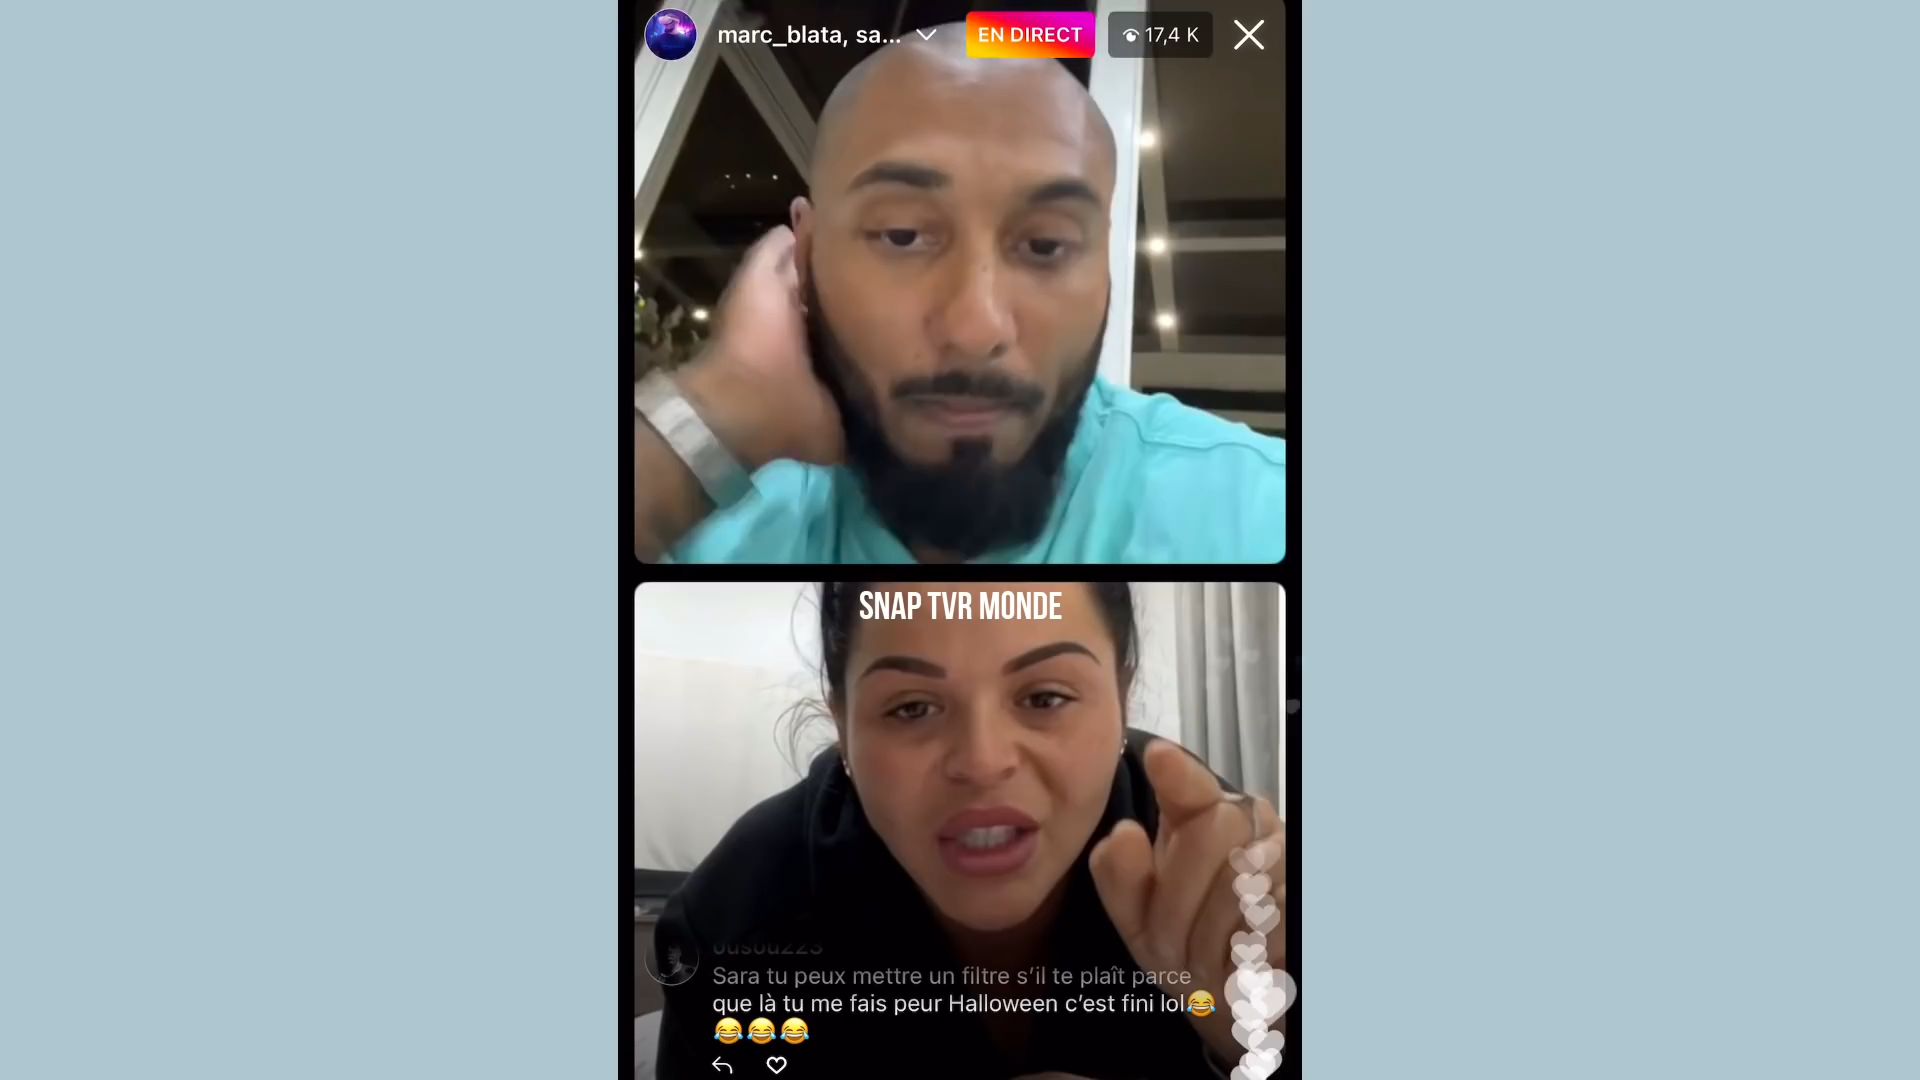 marc_blata, sa...
EN DIRECT
17,4 K
SNAP TVR MONDE
ousou223
Sara tu peux mettre un filtre s'il te plaît parce
que là tu me fais peur Halloween c'est fini lol😂
😂😂😂